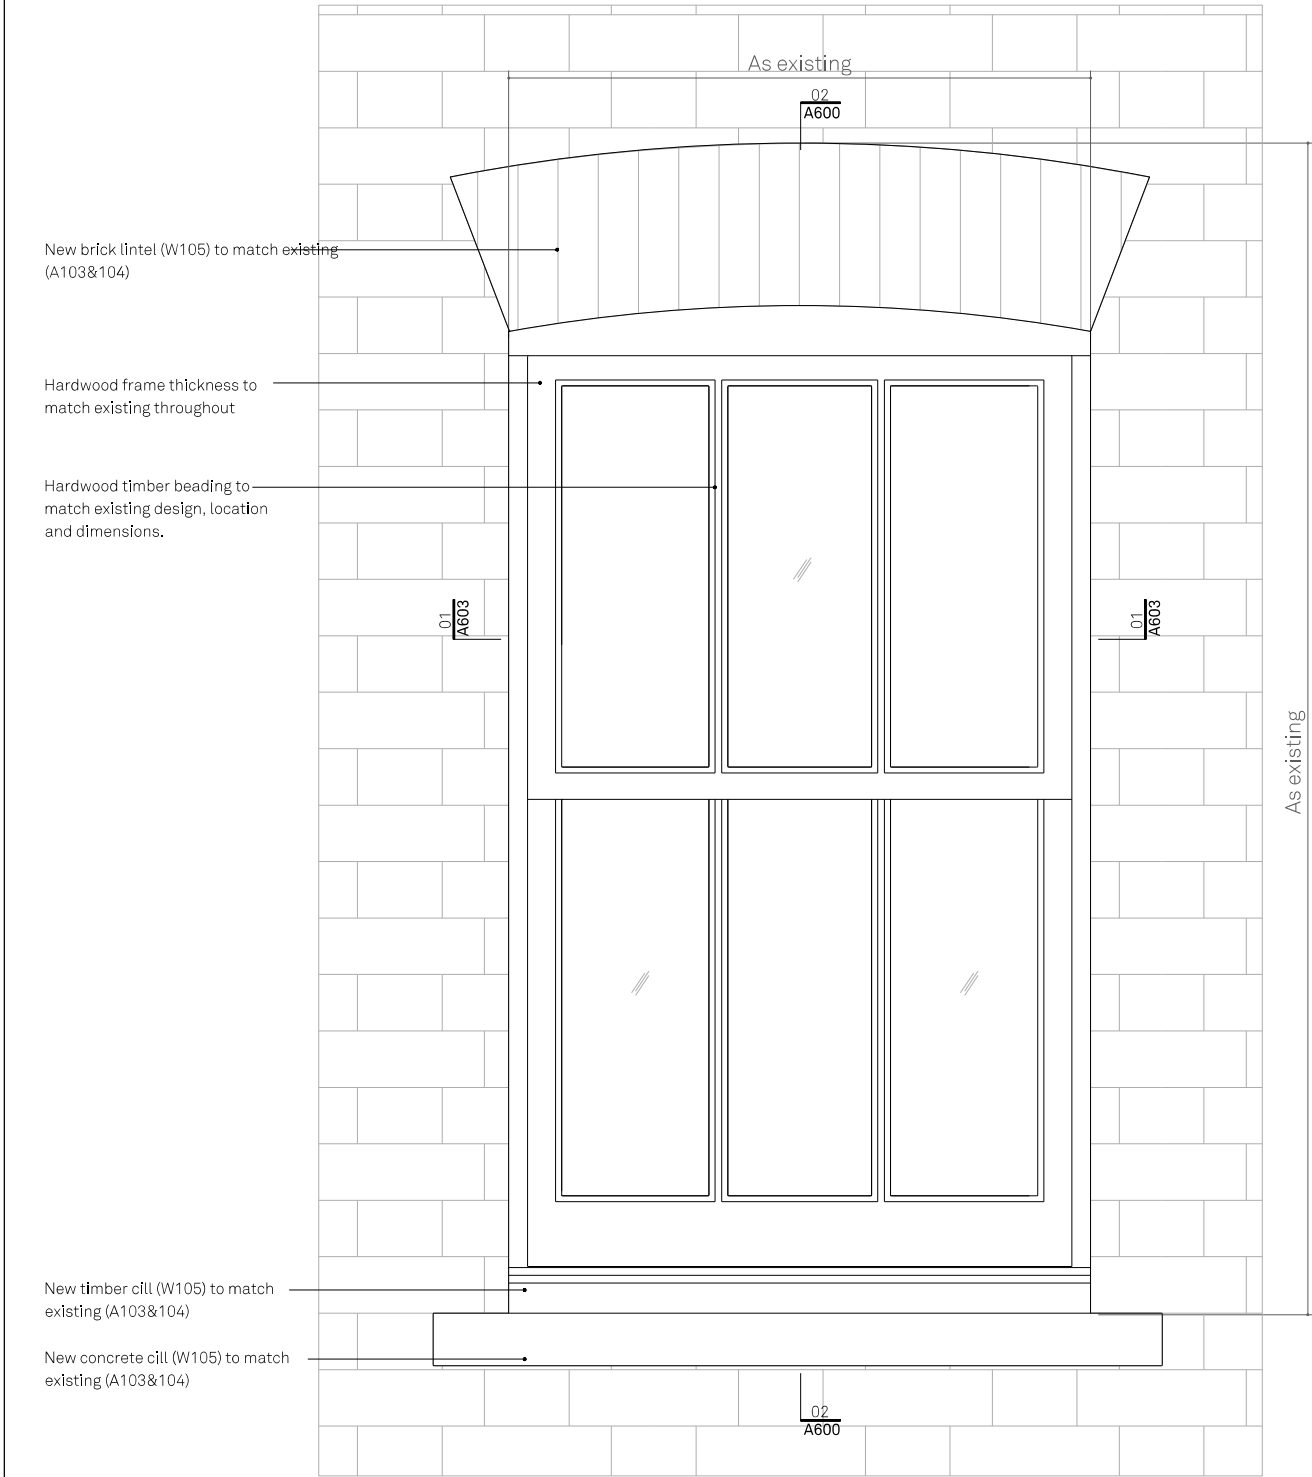 As existing
02
A600
New brick lintel (W105) to match existing
(A103&104)
Hardwood frame thickness to
match existing throughout
Hardwood timber beading to
match existing design, location
and dimensions.
01
A603
01
A603
As existing
New timber cill (W105) to match
existing (A103&104)
New concrete cill (W105) to match
existing (A103&104)
02
A600